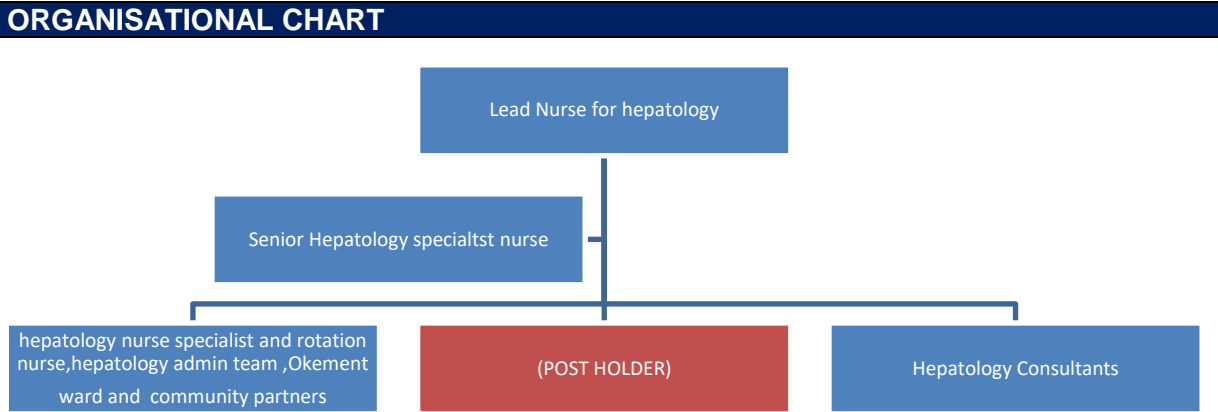 ORGANISATIONAL CHART
Lead Nurse for hepatology
Senior Hepatology specialtst nurse
hepatology nurse specialist and rotation
nurse,hepatology admin team ,Okement
ward and community partners
(POST HOLDER)
Hepatology Consultants